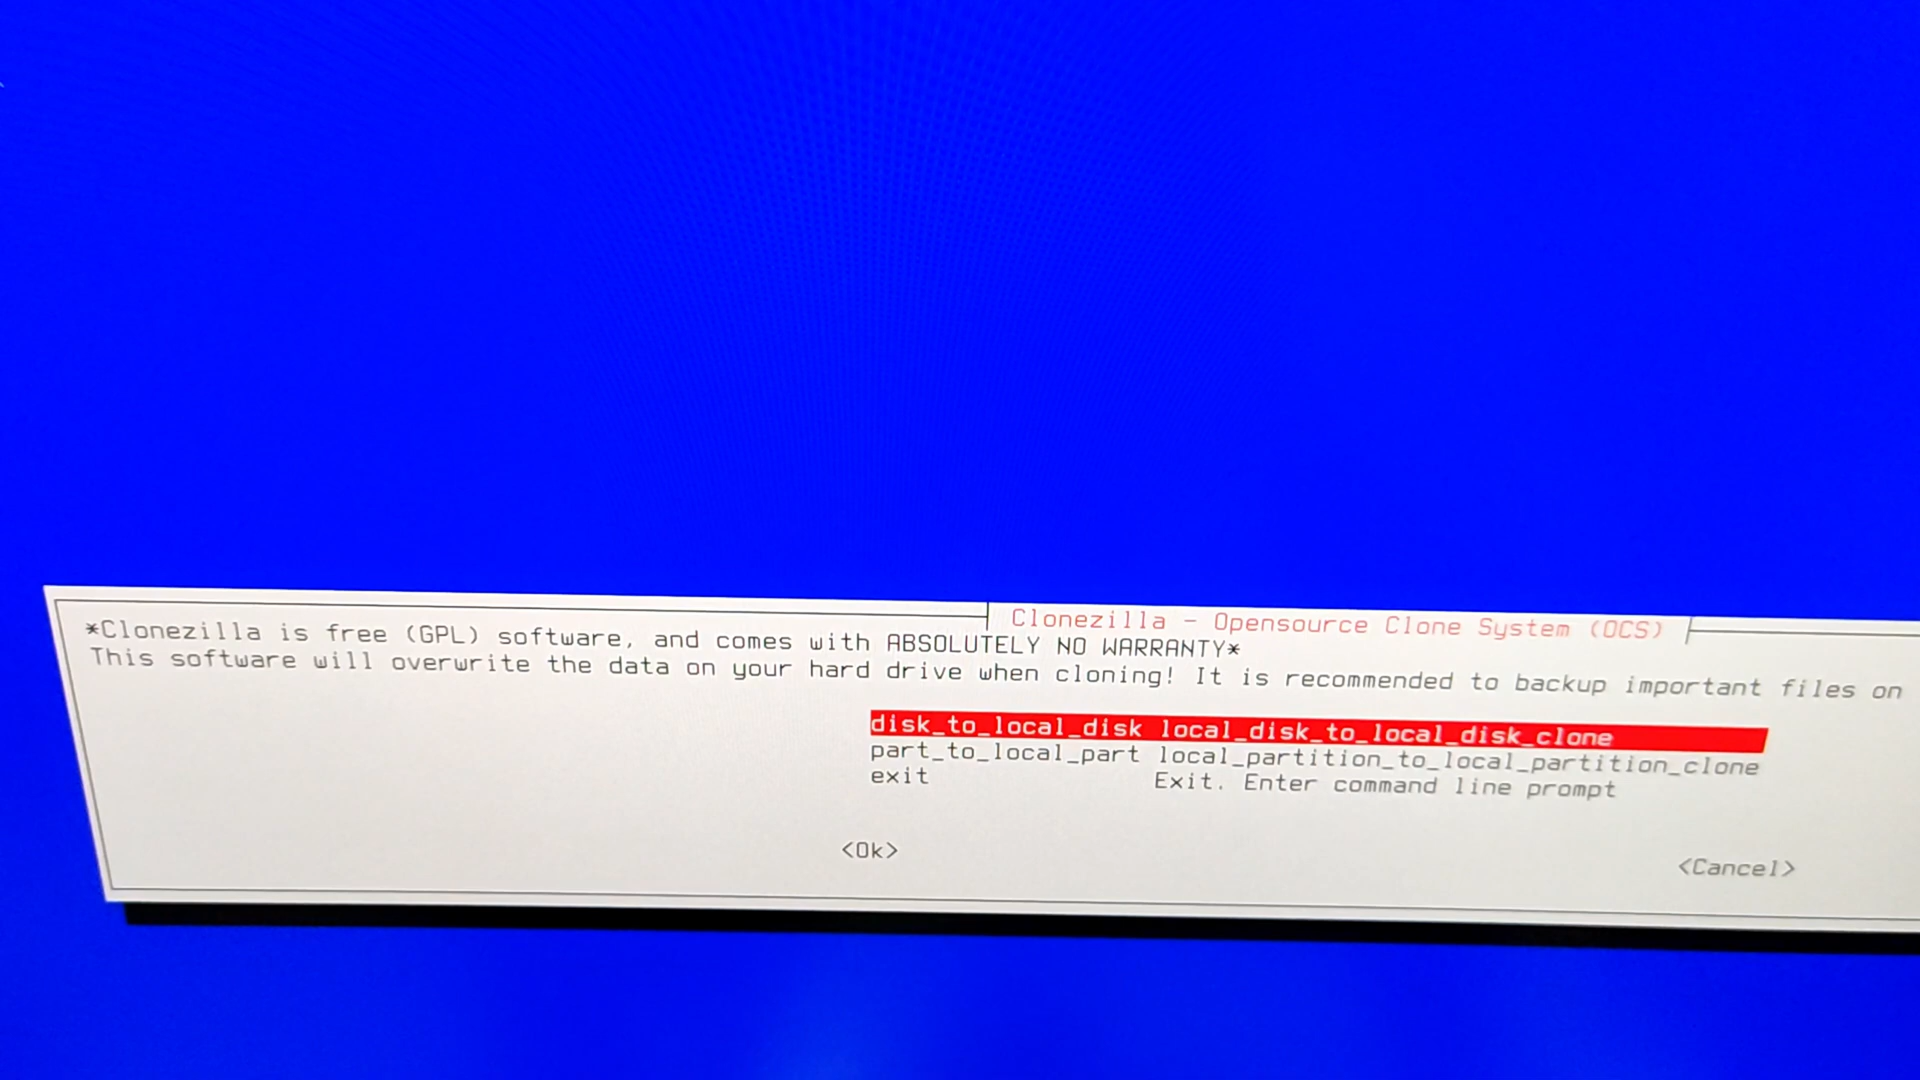 Clonezilla - Opensource Clone System (OCS)
*Clonezilla is free (GPL) software, and comes with ABSOLUTELY NO WARRANTY*
This software will overwrite the data on your hard drive when cloning! It is recommended to backup important files on
disk_to_local_disk local_disk_to_local_disk_clone
part_to_local_part local_partition_to_local_partition_clone
exit Exit. Enter command line prompt
<Ok> <Cancel>